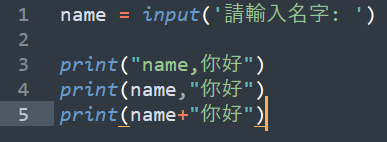 1 name = input('請輸入名字: ')
2
3 print("name,你好")
4 print(name,"你好")
5 print(name+"你好")